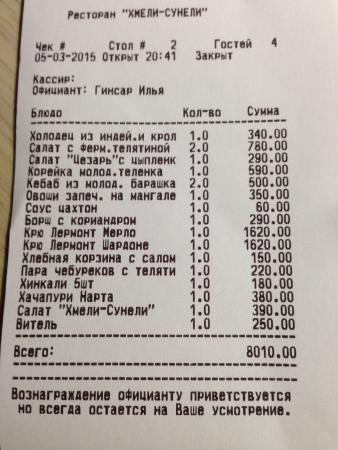 Ресторан "ХМЕЛИ-СУНЕЛИ"
Чек # Стол # 2 Гостей 4
05-03-2015 Открыт 20:41 Закрыт
Кассир:
Официант: Гинсар Илья
Блюдо Кол-во Сумма
Холодец из индей.и крол 1.0 340.00
Салат с ферм.телятиной 2.0 780.00
Салат "Цезарь"с цыпленк 1.0 290.00
Корейка молод.теленка 1.0 590.00
Кебаб из молод. барашка 2.0 500.00
Овощи запеч. на мангале 1.0 350.00
Соус цахтон 1.0 60.00
Борщ с кориандром 1.0 290.00
Крю Лермонт Мерло 1.0 1620.00
Крю Лермонт Шардоне 1.0 1620.00
Хлебная корзина с салом 1.0 150.00
Пара чебуреков с теляти 1.0 220.00
Хинкали 5шт 1.0 180.00
Хачапури Нарта 1.0 380.00
Салат "Хмели-Сунели" 1.0 390.00
Витель 1.0 250.00
Всего: 8010.00
Вознаграждение официанту приветствуется
но всегда остается на Ваше усмотрение.